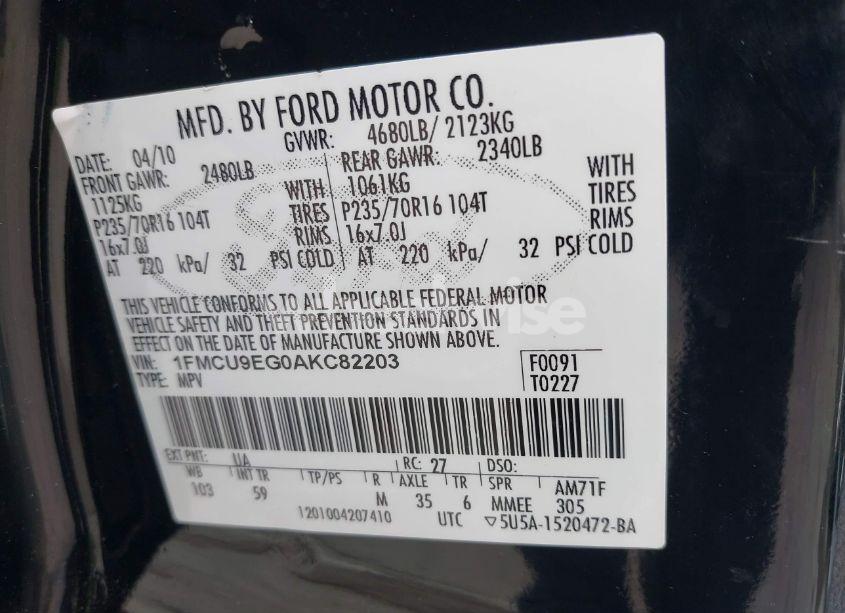 MFD. BY FORD MOTOR CO.
DATE: 04/10 GVWR: 4680LB/ 2123KG
FRONT GAWR: 2480LB REAR GAWR: 2340LB
1125KG WITH 1061KG WITH
P235/70R16 104T TIRES P235/70R16 104T TIRES
16x7.0J RIMS 16x7.0J RIMS
AT 220 kPa/ 32 PSI COLD AT 220 kPa/ 32 PSI COLD
THIS VEHICLE CONFORMS TO ALL APPLICABLE FEDERAL MOTOR
VEHICLE SAFETY AND THEFT PREVENTION STANDARDS IN
EFFECT ON THE DATE OF MANUFACTURE SHOWN ABOVE.
VIN: 1FMCU9EG0AKC82203 F0091
TYPE: MPV T0227
EXT PNT: UA RC: 27 DSO:
WB INT TR TP/PS R AXLE TR SPR AM71F
103 59 M 35 6 MMEE 305
1201004207410 UTC ▽5U5A-1520472-BA